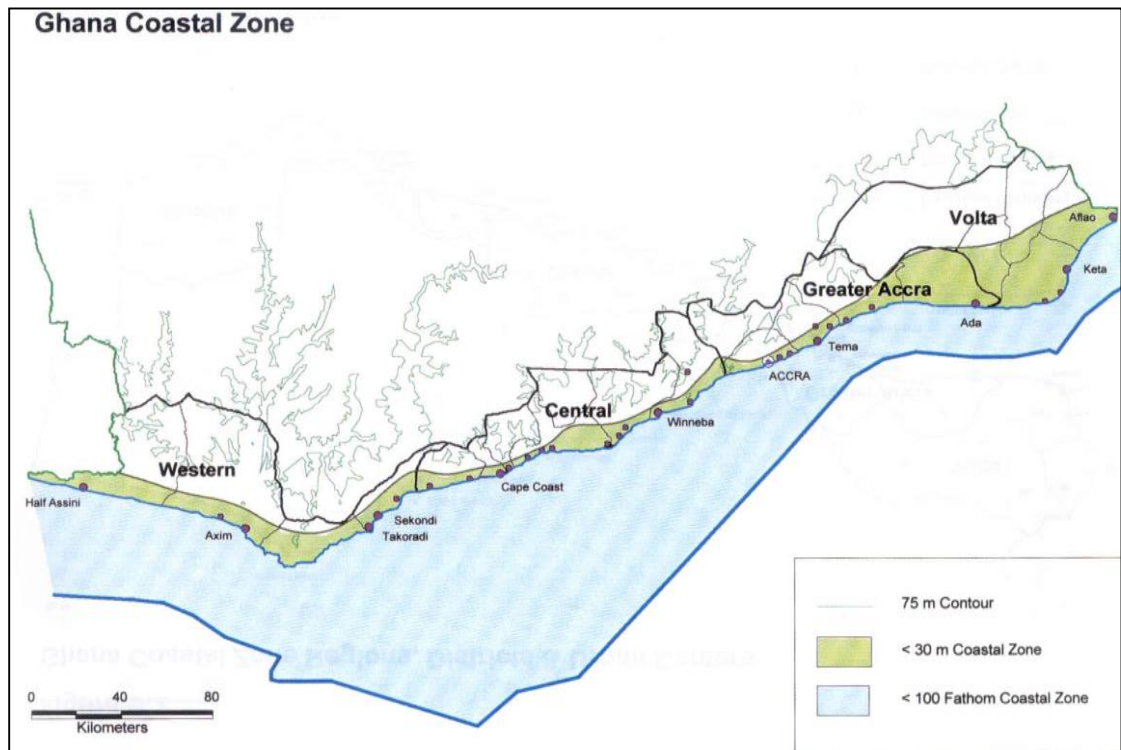 Ghana Coastal Zone
Volta
Aflao
Keta
Greater Accra
Ada
Tema
ACCRA
Central
Winneba
Western
Cape Coast
Half Assini
Sekondi
Axim
Takoradi
75 m Contour
< 30 m Coastal Zone
< 100 Fathom Coastal Zone
0 40 80
Kilometers